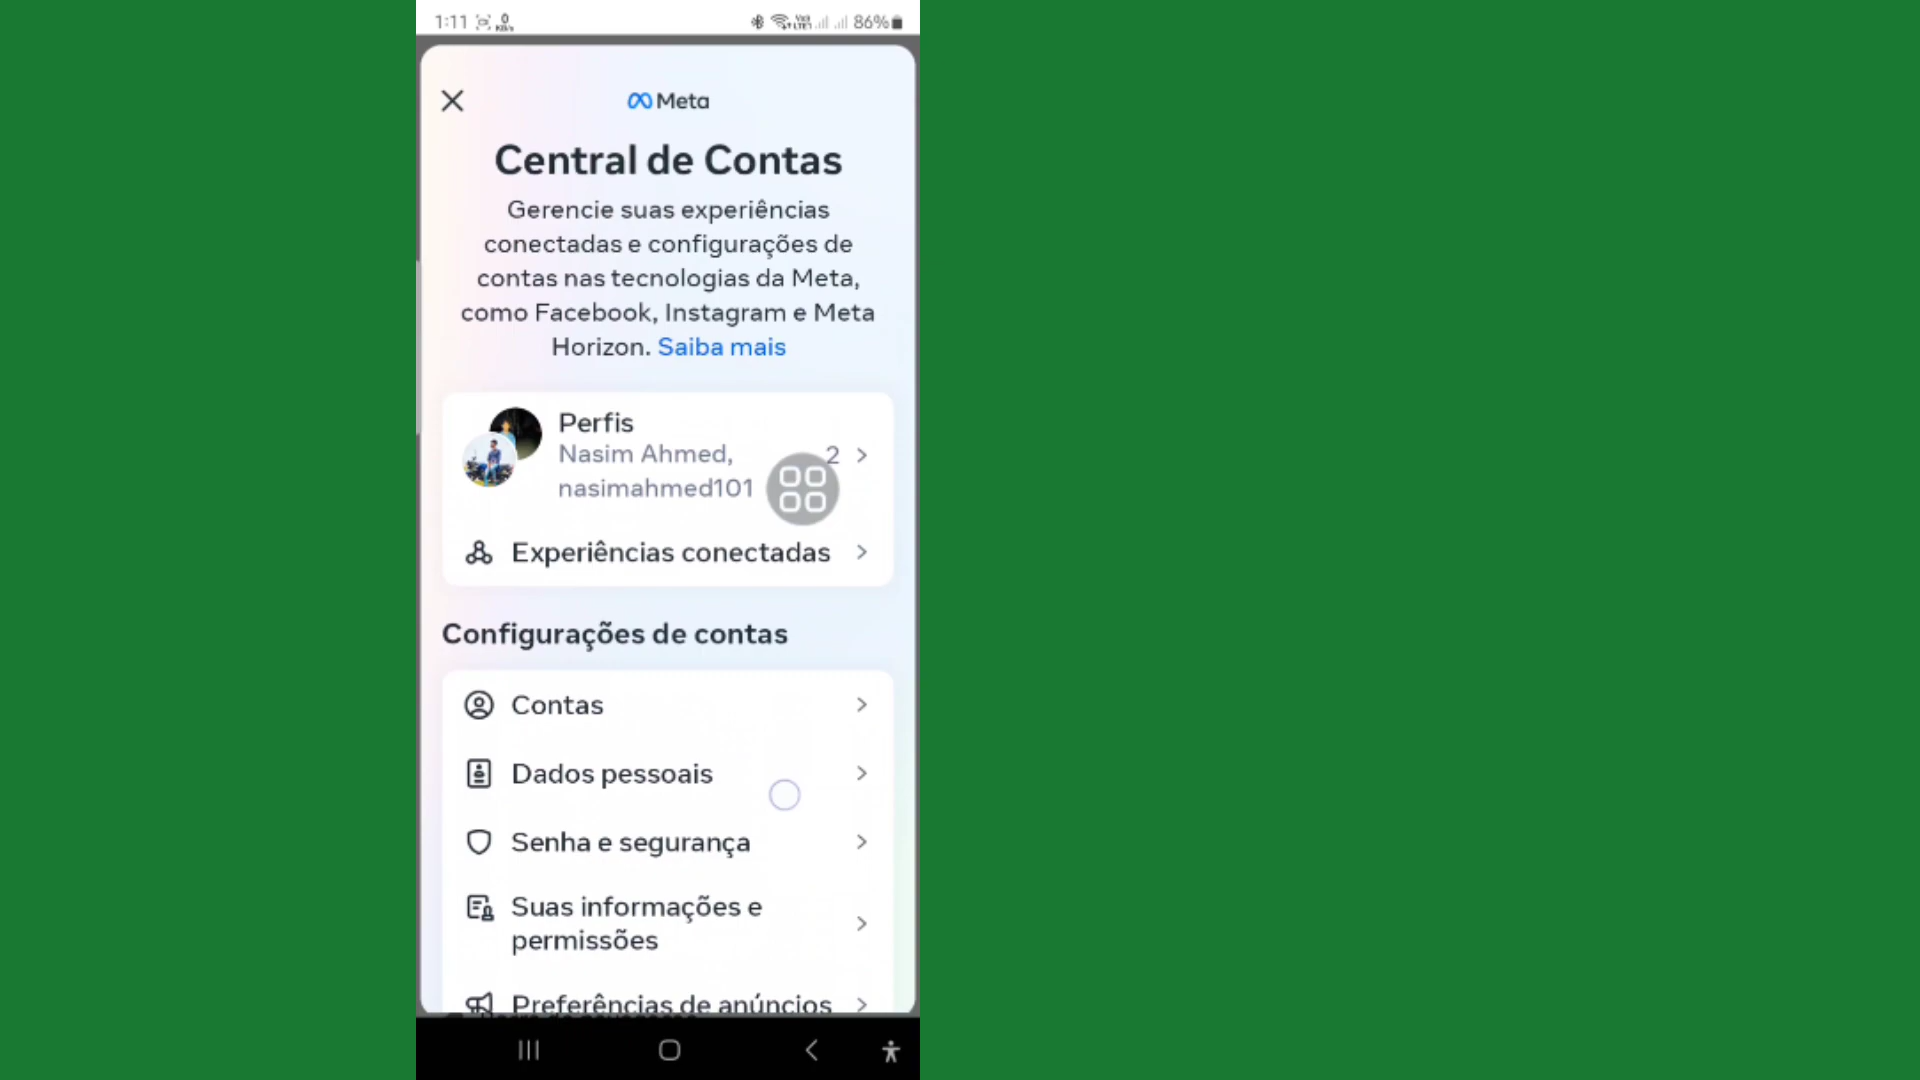 1:11
86%
Meta
Central de Contas
Gerencie suas experiências
conectadas e configurações de
contas nas tecnologias da Meta,
como Facebook, Instagram e Meta
Horizon. Saiba mais
Perfis
Nasim Ahmed,
nasimahmed101
2
Experiências conectadas
Configurações de contas
Contas
Dados pessoais
Senha e segurança
Suas informações e
permissões
Preferências de anúncios